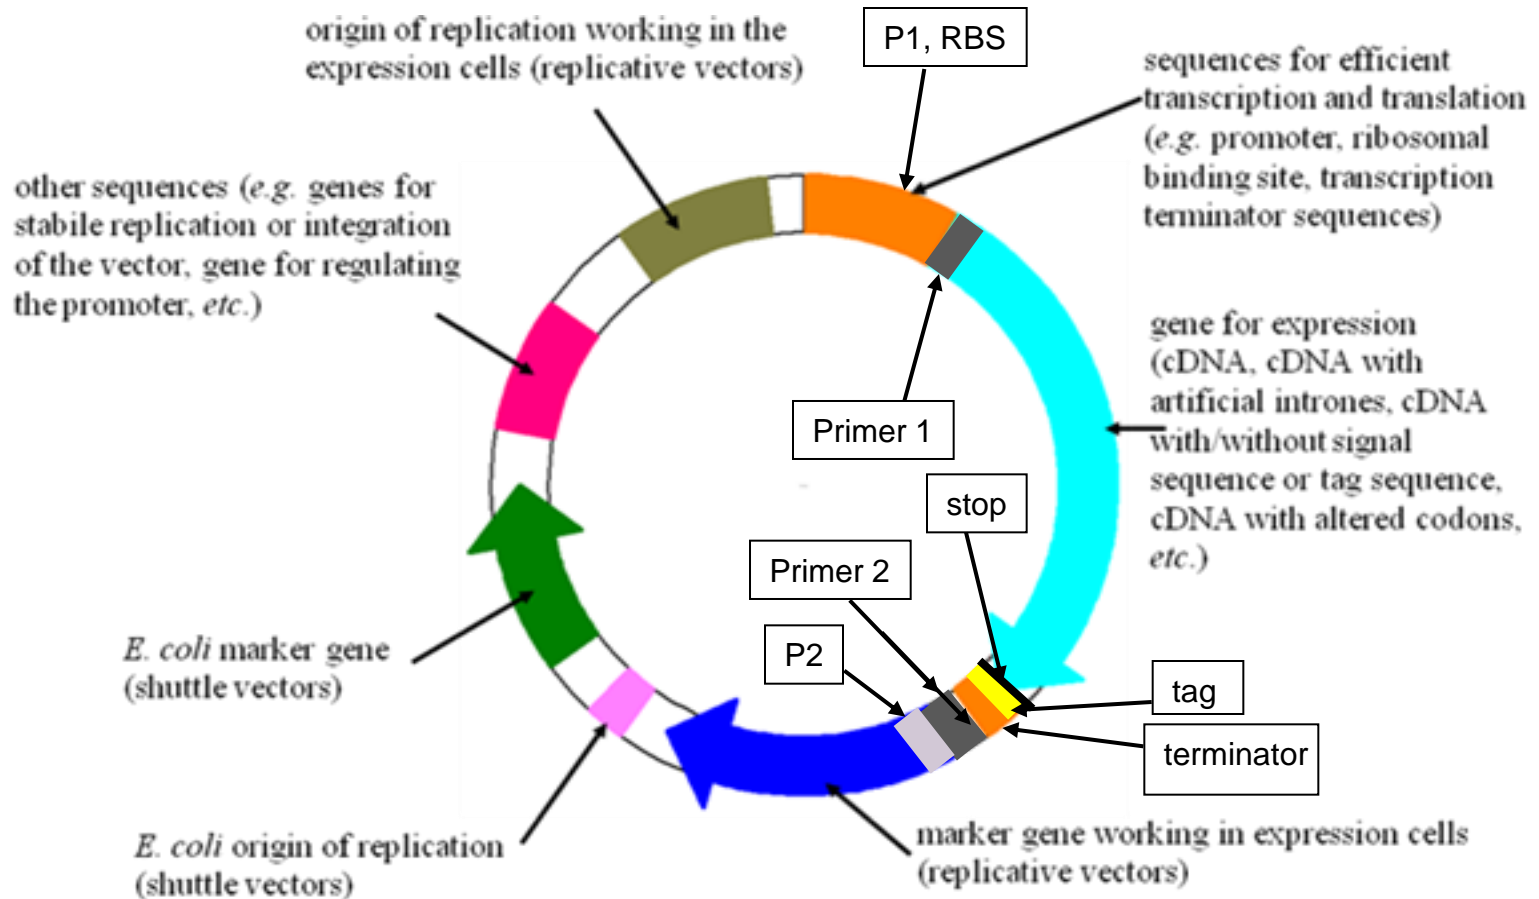 origin of replication working in the
expression cells (replicative vectors)
P1, RBS
sequences for efficient
transcription and translation
(e.g. promoter, ribosomal
binding site, transcription
terminator sequences)
other sequences (e.g. genes for
stabile replication or integration
of the vector, gene for regulating
the promoter, etc.)
gene for expression
(cDNA, cDNA with
artificial intrones, cDNA
with/without signal
sequence or tag sequence,
cDNA with altered codons,
etc.)
Primer 1
stop
Primer 2
P2
tag
terminator
E. coli marker gene
(shuttle vectors)
E. coli origin of replication
(shuttle vectors)
marker gene working in expression cells
(replicative vectors)